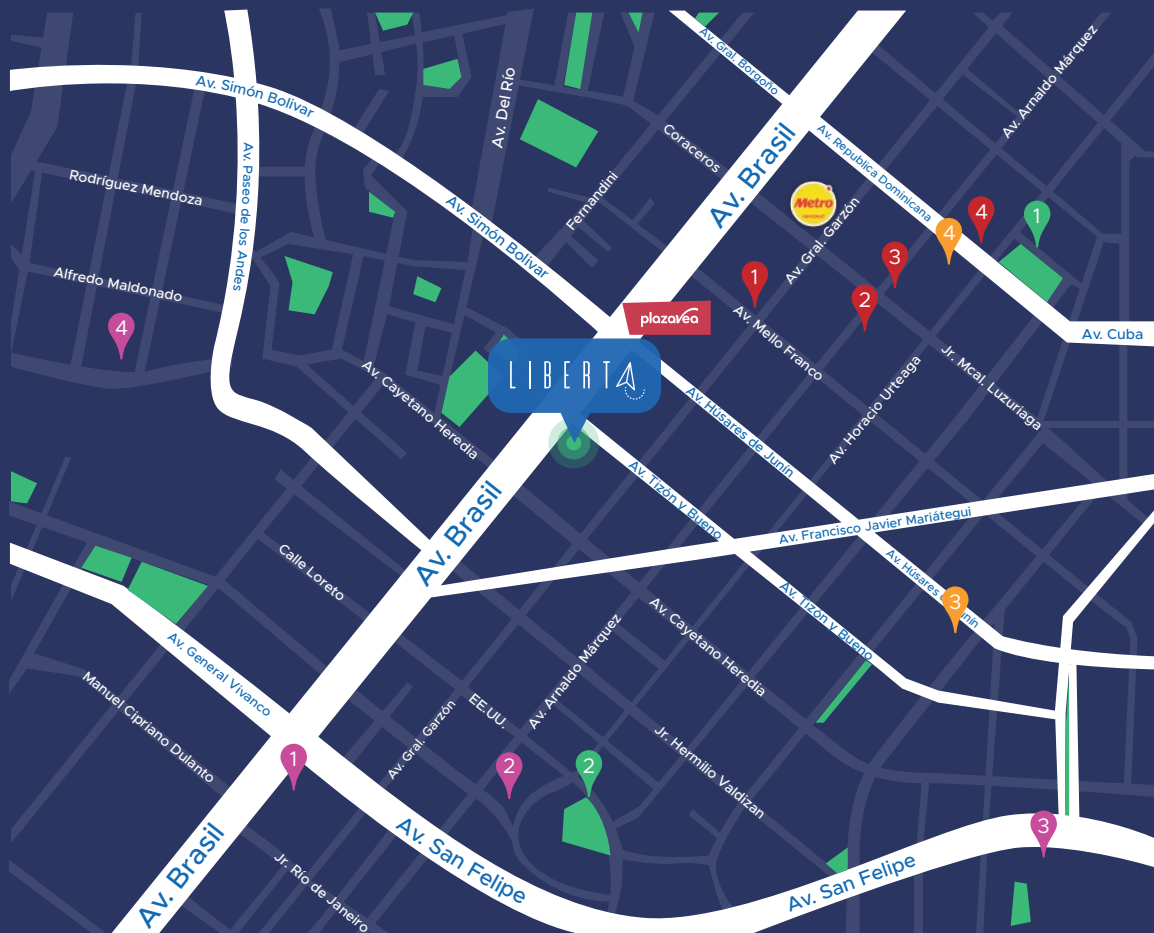 Av. Gral. Borgoño
Av. Simón Bolivar
Av. Del Río
Av. Arnaldo Márquez
Coraceros
Av. Brasil
Av. Republica Dominicana
Av. Paseo de los Andes
Rodríguez Mendoza
Fernandini
Metro
cencosud
Av. Simón Bolivar
Av. Gral. Garzón
4
1
4
3
1
2
Alfredo Maldonado
4
plazavea
Av. Mello Franco
Av. Cuba
LIBERTA
Av. Cayetano Heredia
Av. Horacio Urteaga
Jr. Mcal. Luzuríaga
Av. Húsares de Junín
Av. Tizón y Bueno
Av. Brasil
Av. Francisco Javier Mariátegui
Calle Loreto
Av. Húsares de Junín
3
Av. Tizón y Bueno
Av. Cayetano Heredia
Av. Arnaldo Márquez
Av. General Vivanco
Manuel Cipriano Dulanto
Av. Gral. Garzón
EE.UU.
Jr. Hermilio Valdizan
1
2
2
3
Av. San Felipe
Av. Brasil
Jr. Río de Janeiro
Av. San Felipe